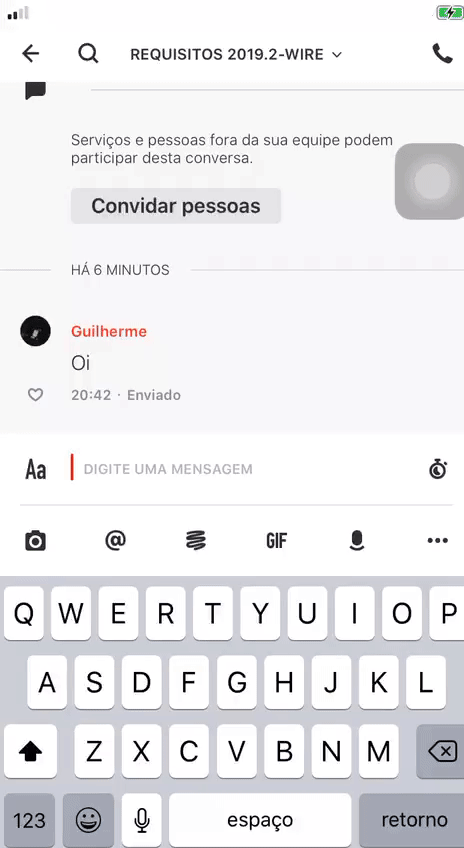 REQUISITOS 2019.2-WIRE
Serviços e pessoas fora da sua equipe podem
participar desta conversa.
Convidar pessoas
HÁ 6 MINUTOS
Guilherme
Oi
20:42 · Enviado
Aa DIGITE UMA MENSAGEM
@ GIF
Q W E R T Y U I O P
A S D F G H J K L
Z X C V B N M
123 espaço retorno